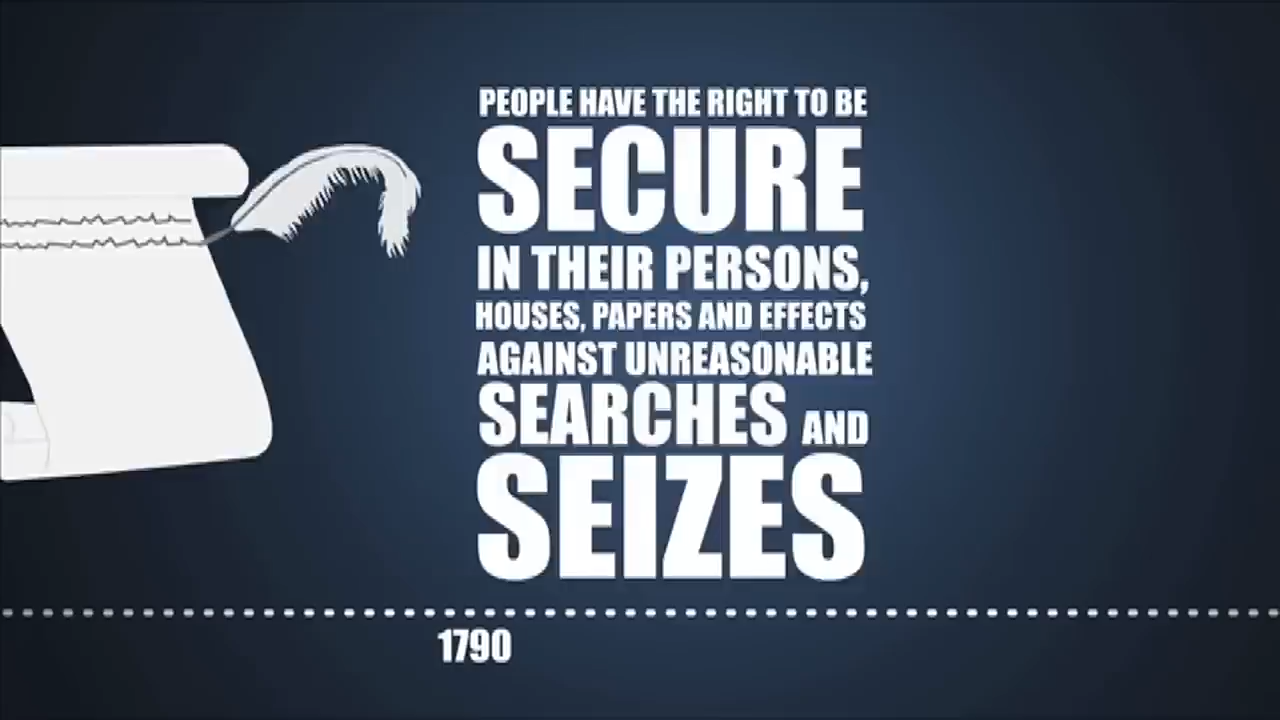 PEOPLE HAVE THE RIGHT TO BE
SECURE
IN THEIR PERSONS,
HOUSES, PAPERS AND EFFECTS
AGAINST UNREASONABLE
SEARCHES AND
SEIZES
1790